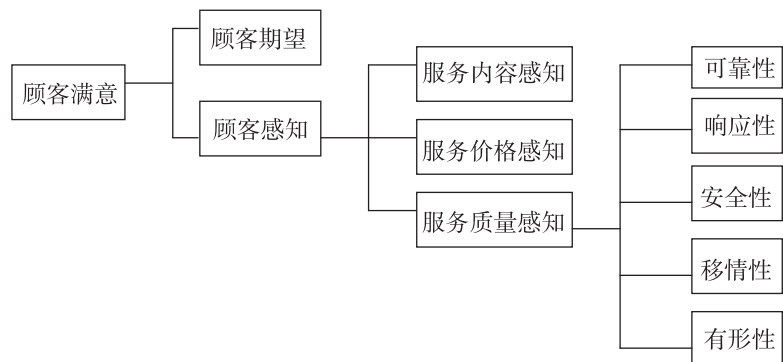 顾客满意
顾客期望
顾客感知
服务内容感知
服务价格感知
服务质量感知
可靠性
响应性
安全性
移情性
有形性